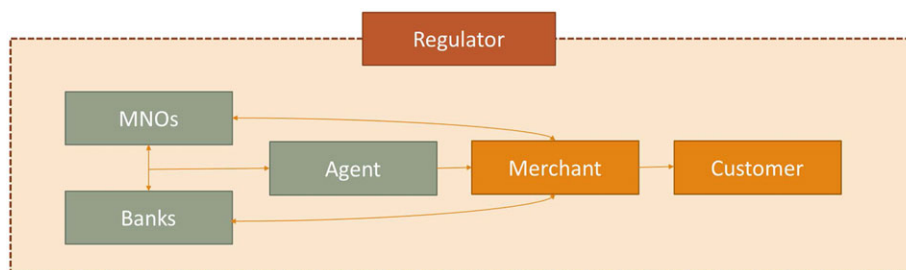 Regulator
MNOs
Agent
Merchant
Customer
Banks